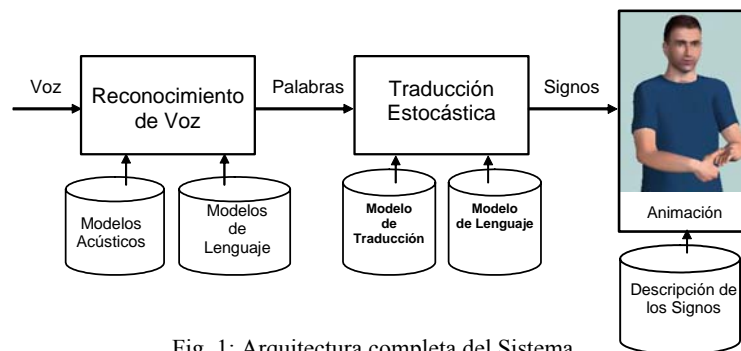 Voz
Reconocimiento
de Voz
Palabras
Traducción
Estocástica
Signos
Modelos
Acústicos
Modelos
de
Lenguaje
Modelo
de
Traducción
Modelo
de Lenguaje
Animación
Descripción de
los Signos
Fig. 1: Arquitectura completa del Sistema